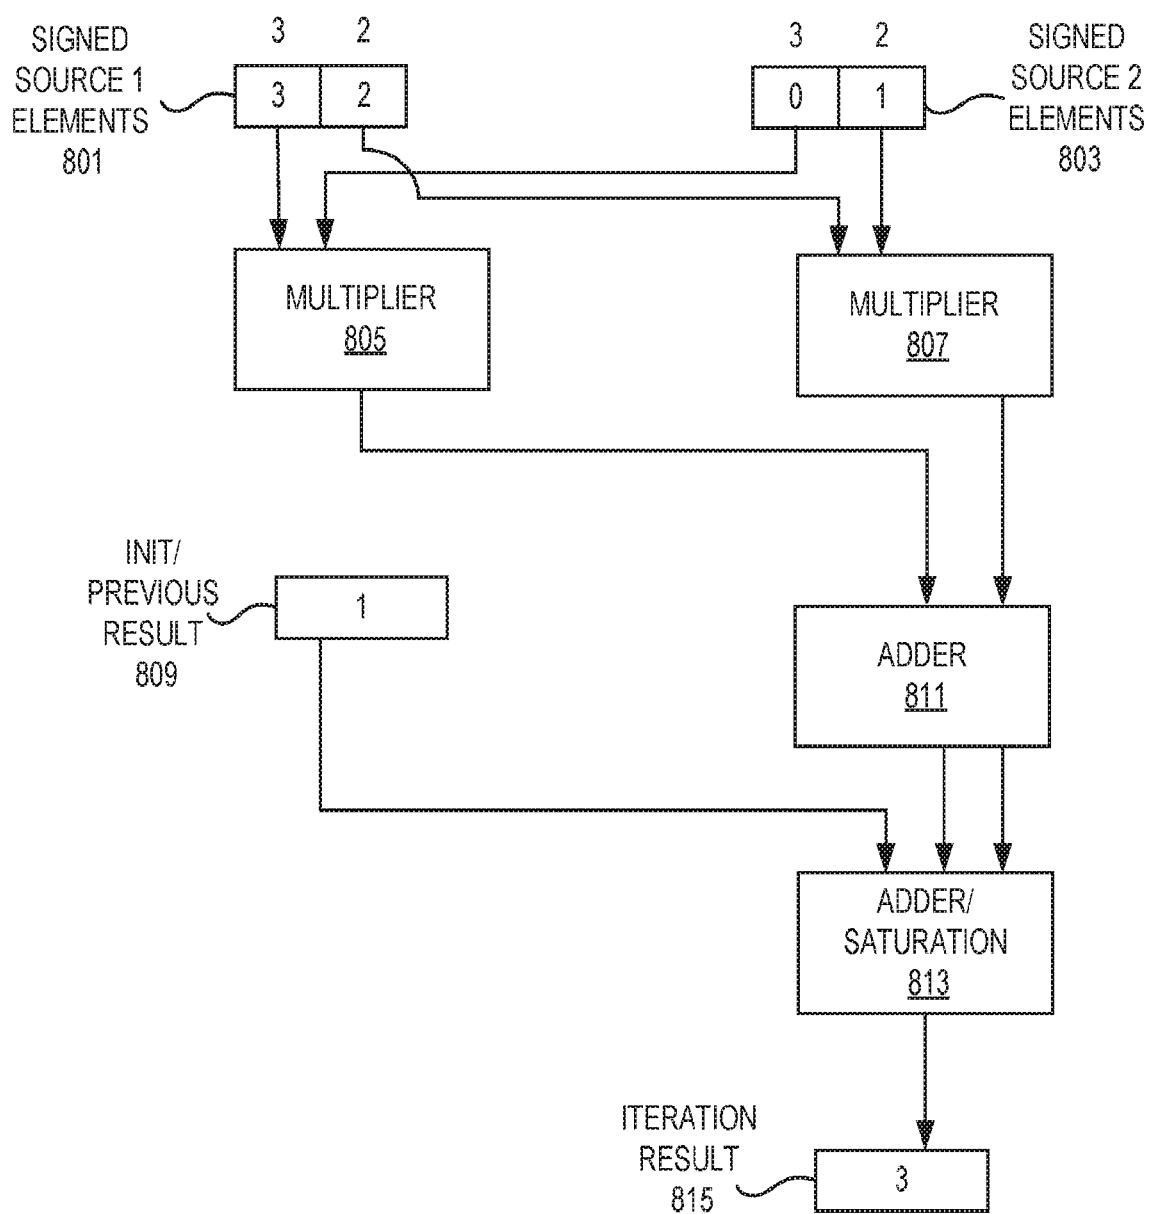 3 2
3 2
SIGNED
SOURCE 1
ELEMENTS
801
3 2
0 1
SIGNED
SOURCE 2
ELEMENTS
803
MULTIPLIER
805
MULTIPLIER
807
INIT/
PREVIOUS
RESULT
809
1
ADDER
811
ADDER/
SATURATION
813
ITERATION
RESULT
815
3